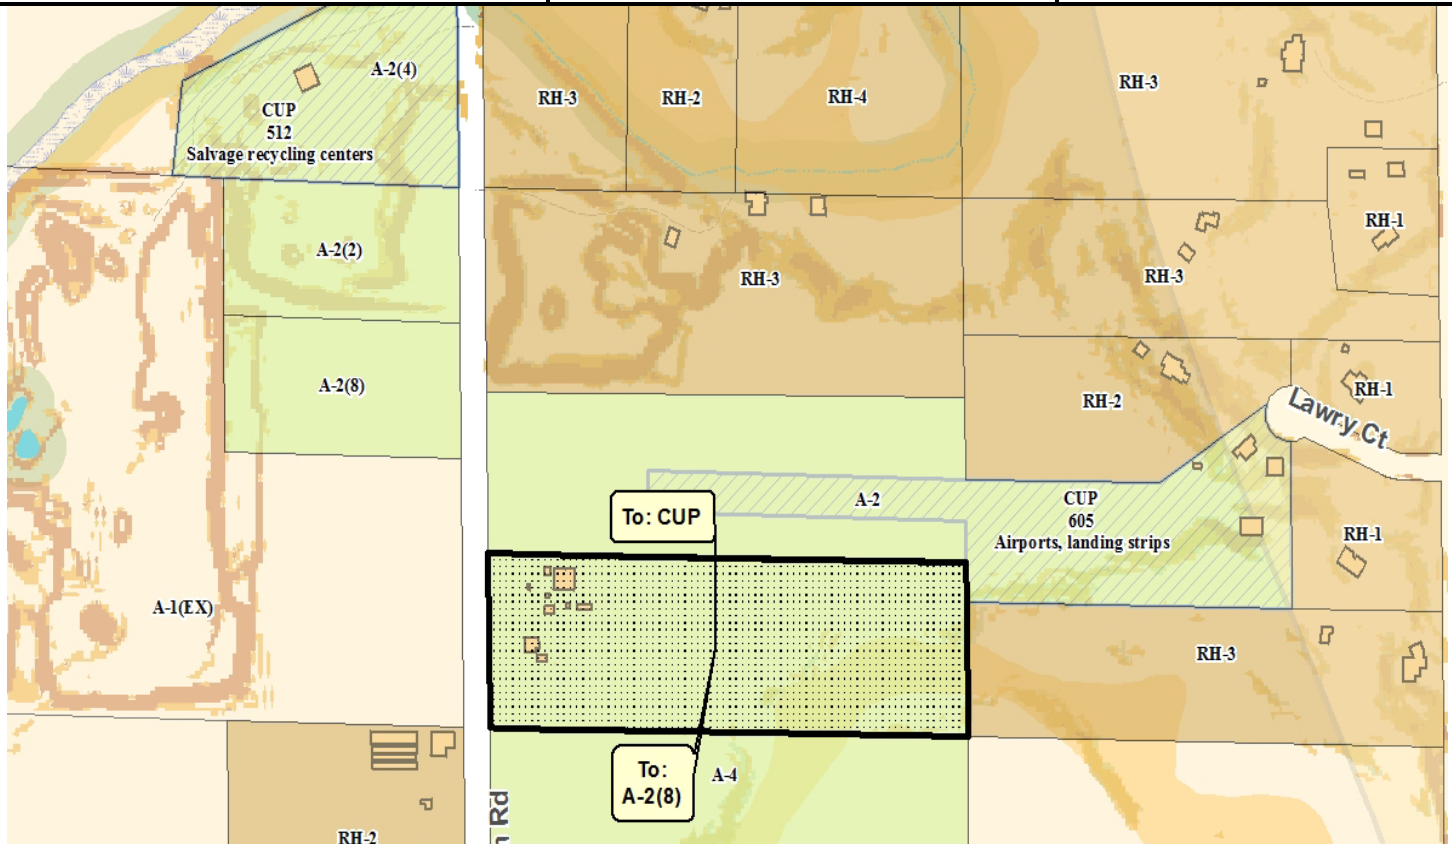 A-2(4)
RH-3
RH-2
RH-4
RH-3
CUP
512
Salvage recycling centers
RH-1
A-2(2)
RH-3
RH-3
A-2(8)
RH-2
RH-1
Lawry Ct
A-2
CUP
605
Airports, landing strips
To: CUP
RH-1
A-1(EX)
RH-3
To:
A-2(8)
A-4
Rd
RH-2